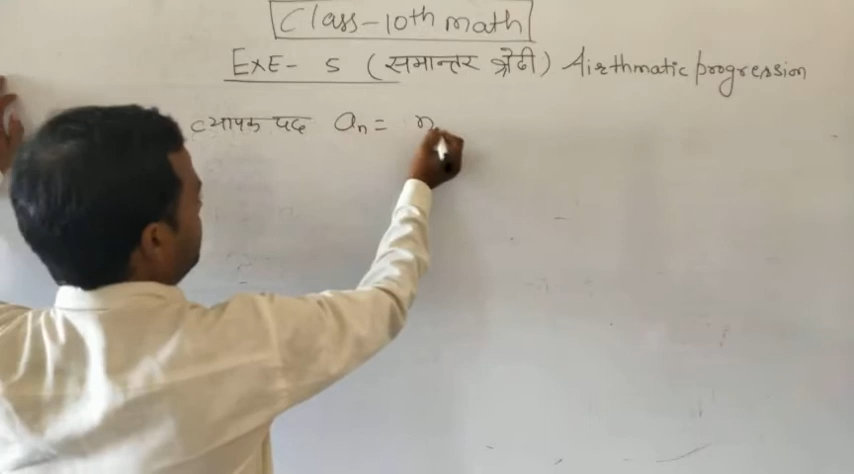 Class-10th math
EXE- 5 (समान्तर श्रेढी) Airthmatic progression
व्यापक पद aₙ = n